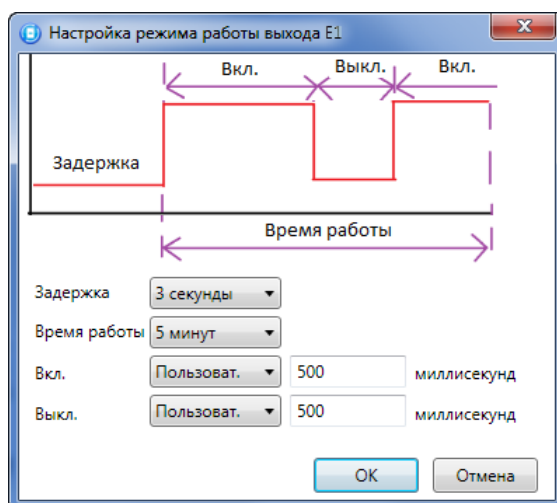 Настройка режима работы выхода E1
Вкл. Выкл. Вкл.
Задержка
Время работы
Задержка 3 секунды
Время работы 5 минут
Вкл. Пользоват. 500 миллисекунд
Выкл. Пользоват. 500 миллисекунд
OK Отмена